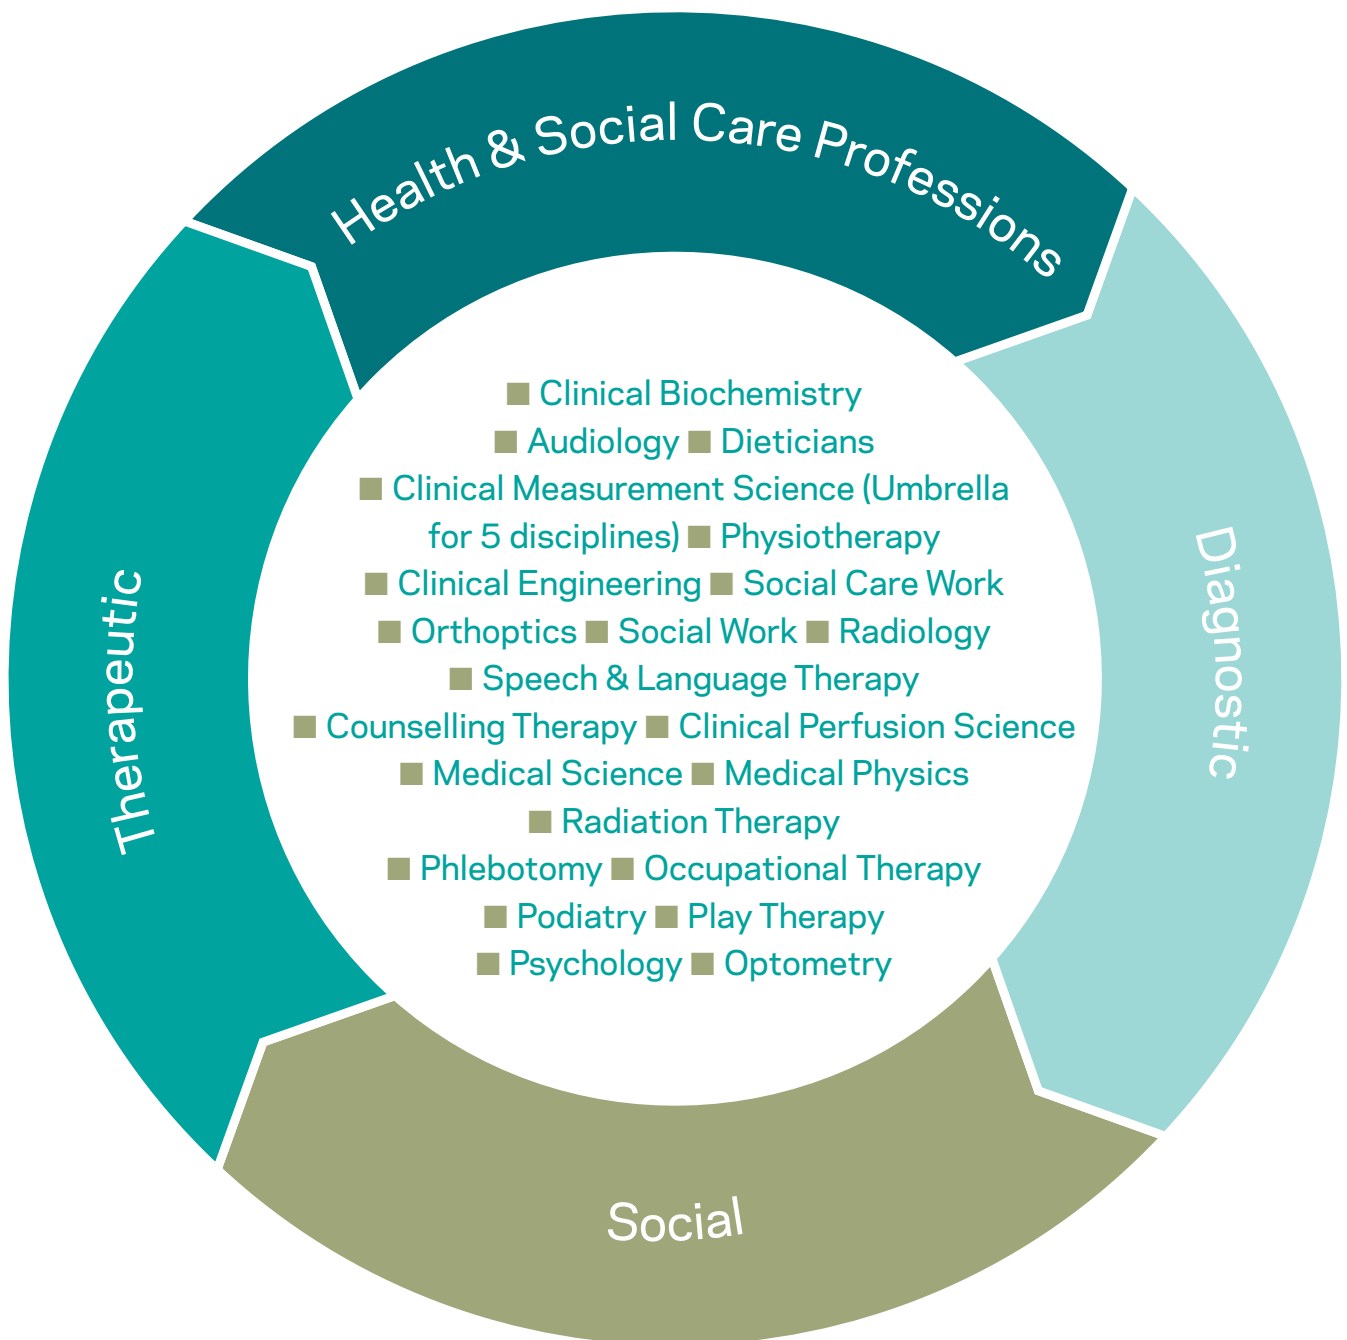 Health & Social Care Professions
Diagnostic
Social
Therapeutic
■ Clinical Biochemistry
■ Audiology ■ Dieticians
■ Clinical Measurement Science (Umbrella
for 5 disciplines) ■ Physiotherapy
■ Clinical Engineering ■ Social Care Work
■ Orthoptics ■ Social Work ■ Radiology
■ Speech & Language Therapy
■ Counselling Therapy ■ Clinical Perfusion Science
■ Medical Science ■ Medical Physics
■ Radiation Therapy
■ Phlebotomy ■ Occupational Therapy
■ Podiatry ■ Play Therapy
■ Psychology ■ Optometry